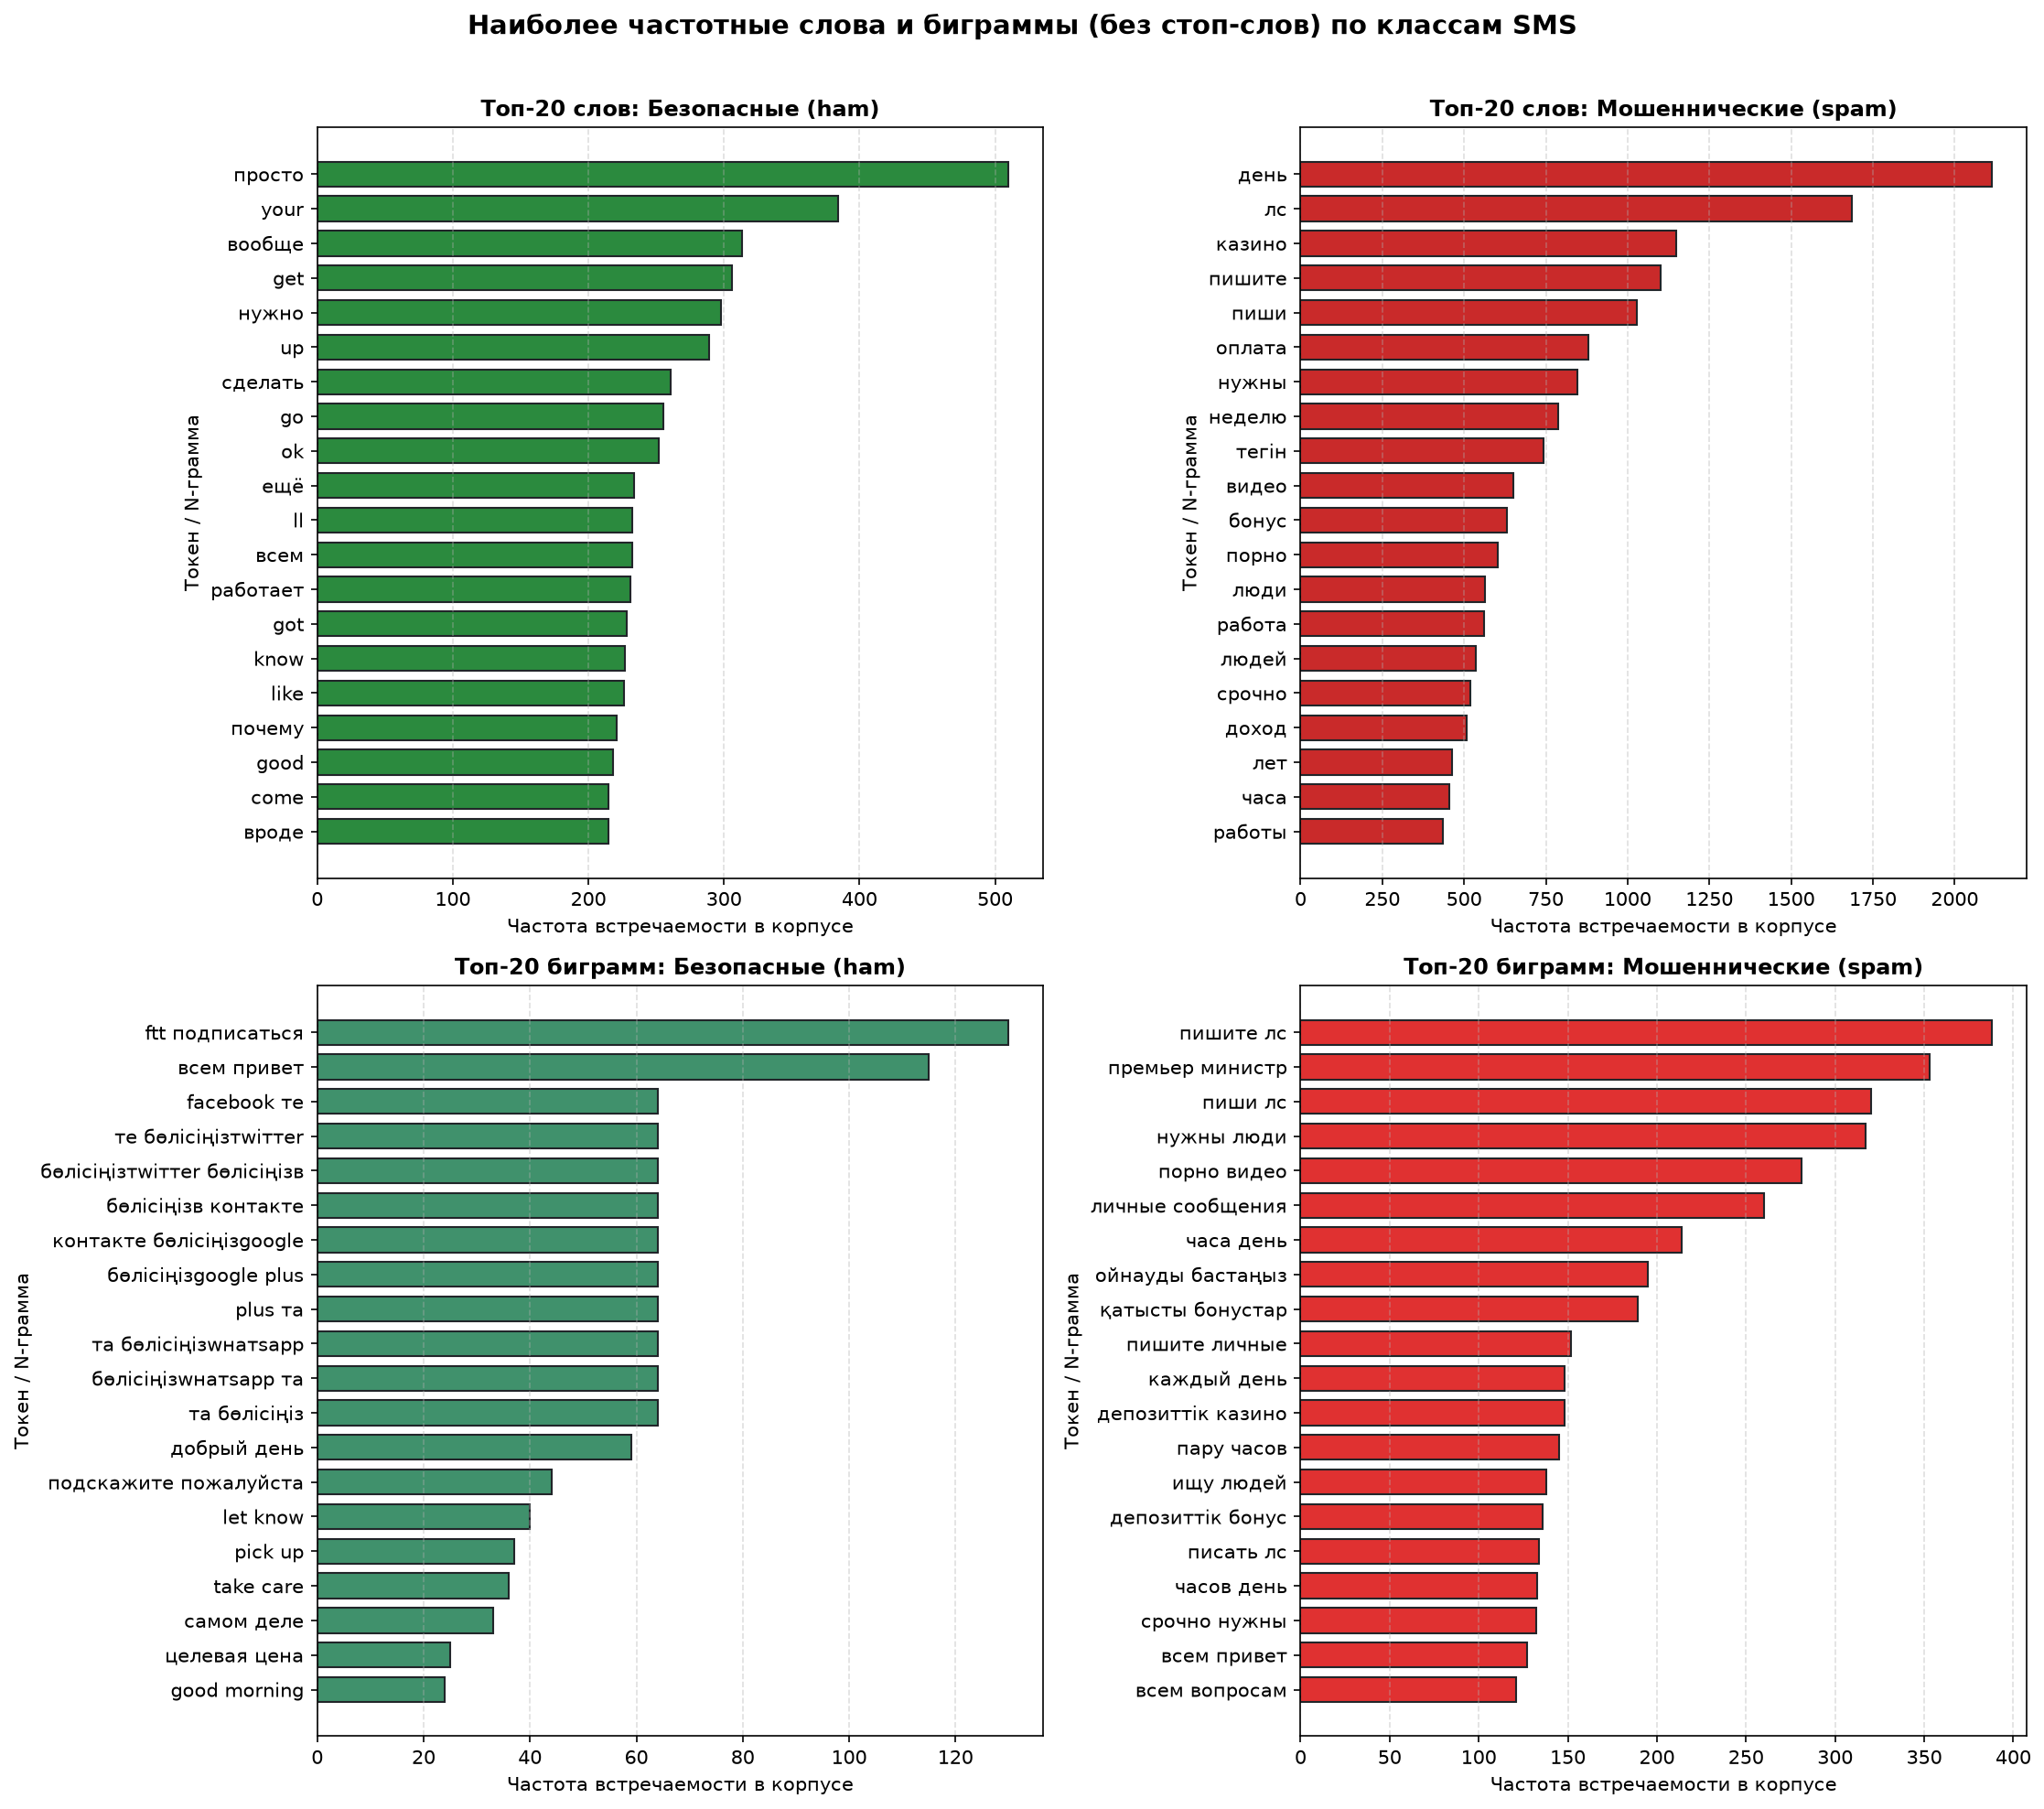 Наиболее частотные слова и биграммы (без стоп-слов) по классам SMS
Топ-20 слов: Безопасные (ham)
Токен / N-грамма
просто
your
вообще
get
нужно
up
сделать
go
ok
ещё
ll
всем
работает
got
know
like
почему
good
come
вроде
0 100 200 300 400 500
Частота встречаемости в корпусе
Топ-20 слов: Мошеннические (spam)
Токен / N-грамма
день
лс
казино
пишите
пиши
оплата
нужны
неделю
тегін
видео
бонус
порно
люди
работа
людей
срочно
доход
лет
часа
работы
0 250 500 750 1000 1250 1500 1750 2000
Частота встречаемости в корпусе
Топ-20 биграмм: Безопасные (ham)
Токен / N-грамма
ftt подписаться
всем привет
facebook те
те бөлісіңізтwіттеr
бөлісіңізтwіттеr бөлісіңізв
бөлісіңізв контакте
контакте бөлісіңізgoogle
бөлісіңізgoogle plus
plus та
та бөлісіңізwнатsарр
бөлісіңізwнатsарр та
та бөлісіңіз
добрый день
подскажите пожалуйста
let know
pick up
take care
самом деле
целевая цена
good morning
0 20 40 60 80 100 120
Частота встречаемости в корпусе
Топ-20 биграмм: Мошеннические (spam)
Токен / N-грамма
пишите лс
премьер министр
пиши лс
нужны люди
порно видео
личные сообщения
часа день
ойнауды бастаңыз
қатысты бонустар
пишите личные
каждый день
депозиттік казино
пару часов
ищу людей
депозиттік бонус
писать лс
часов день
срочно нужны
всем привет
всем вопросам
0 50 100 150 200 250 300 350 400
Частота встречаемости в корпусе